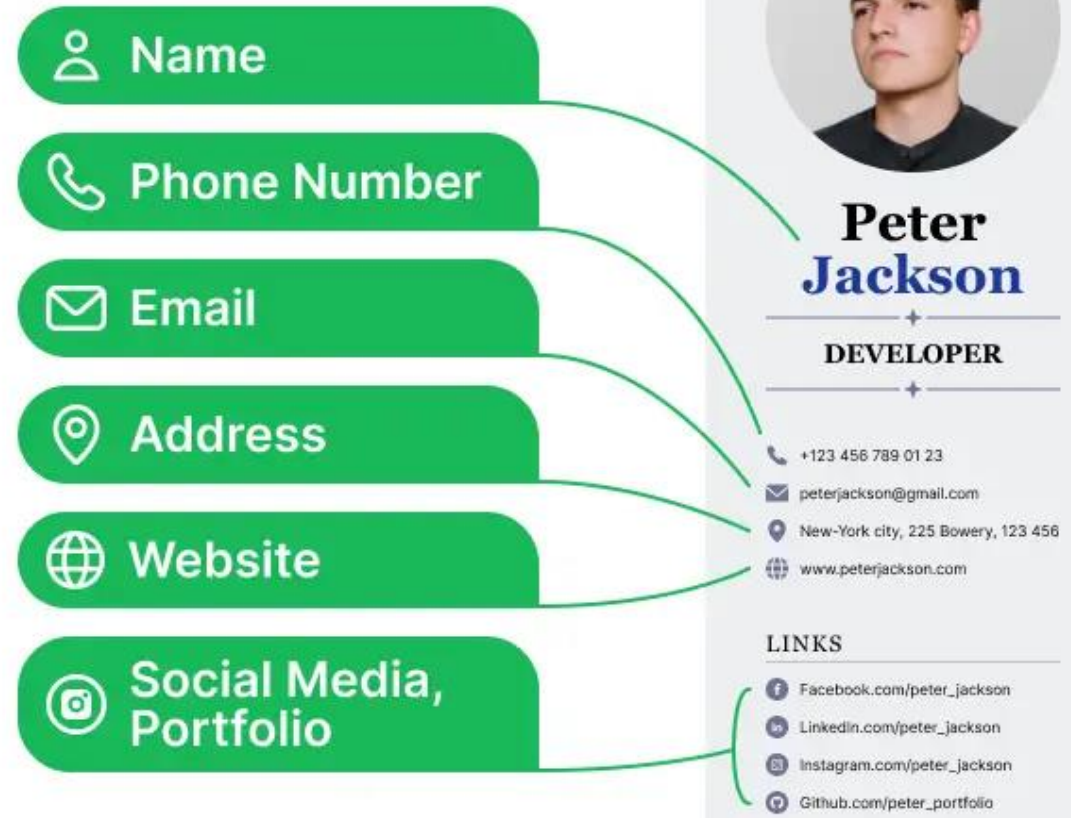 Name
Phone Number
Email
Address
Website
Social Media,
Portfolio
Peter
Jackson
DEVELOPER
+123 456 789 01 23
peterjackson@gmail.com
New-York city, 225 Bowery, 123 456
www.peterjackson.com
LINKS
Facebook.com/peter_jackson
LinkedIn.com/peter_jackson
Instagram.com/peter_jackson
Github.com/peter_portfolio